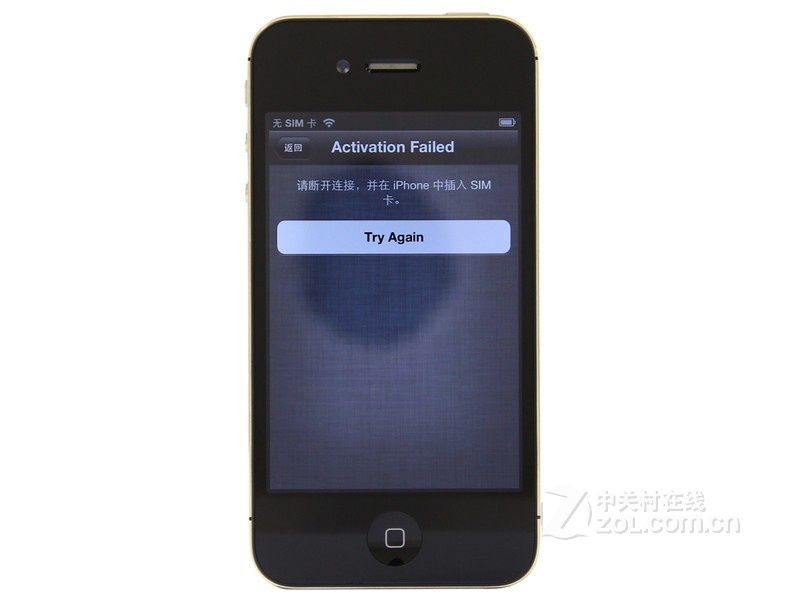 无 SIM 卡
返回
Activation Failed
请断开连接，并在 iPhone 中插入 SIM
卡。
Try Again
中关村在线
ZOL.com.cn